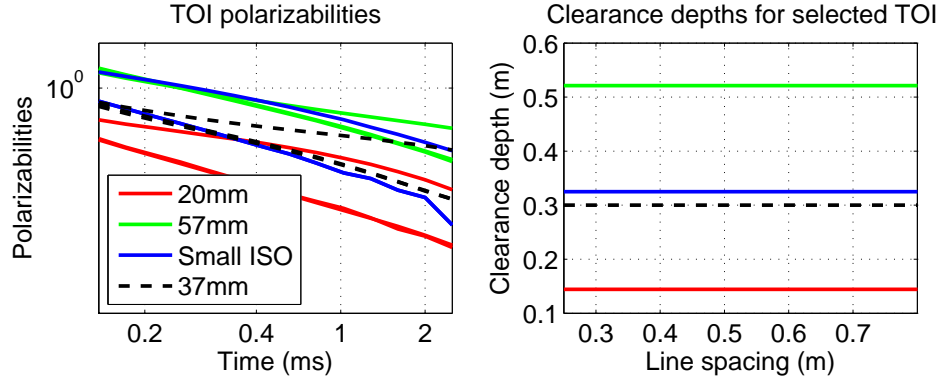 TOI polarizabilities
Polarizabilities
10^0
20mm
57mm
Small ISO
37mm
0.2
0.4
1
2
Time (ms)
Clearance depths for selected TOI
Clearance depth (m)
0.6
0.5
0.4
0.3
0.2
0.1
0.3
0.4
0.5
0.6
0.7
Line spacing (m)